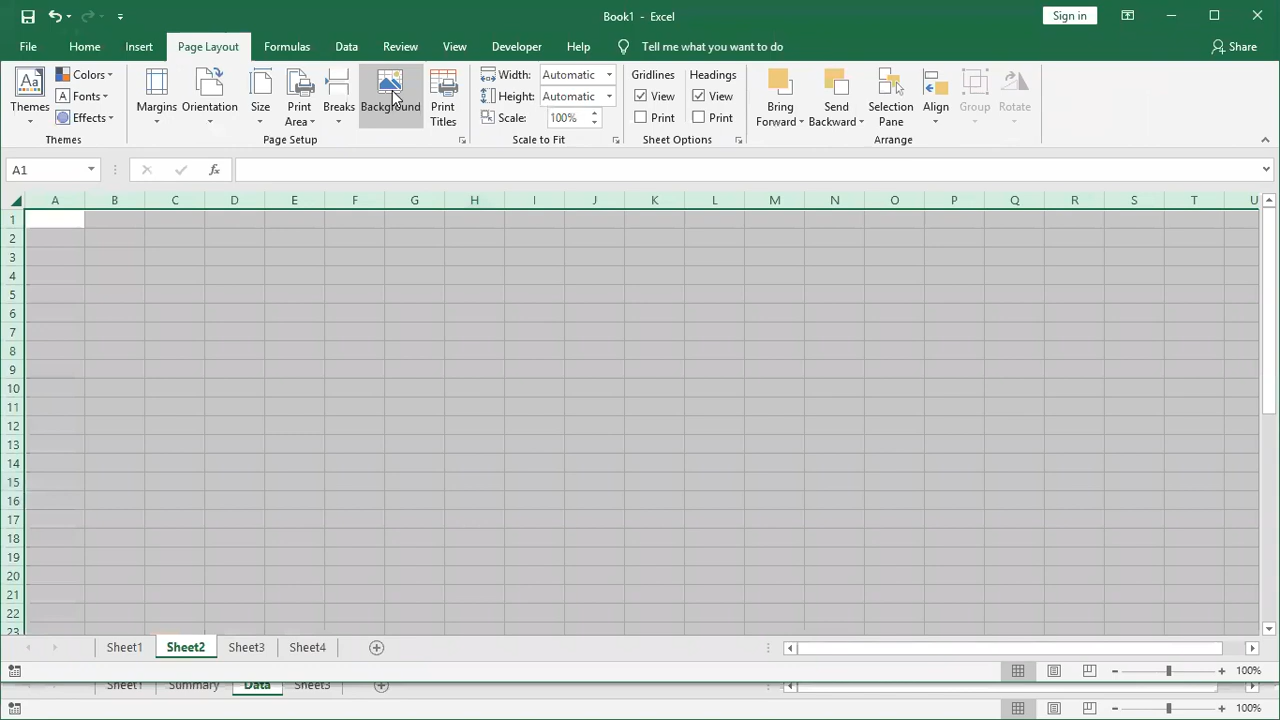 Book1 - Excel
Sign in
File Home Insert Page Layout Formulas Data Review View Developer Help Tell me what you want to do Share
Themes
Colors
Fonts
Effects
Themes
Margins
Orientation
Size
Print Area
Breaks
Background
Print Titles
Page Setup
Width: Automatic
Height: Automatic
Scale: 100%
Scale to Fit
Gridlines
View
Print
Headings
View
Print
Sheet Options
Bring Forward
Send Backward
Selection Pane
Align
Group
Rotate
Arrange
A1 fx
A B C D E F G H I J K L M N O P Q R S T U
1
2
3
4
5
6
7
8
9
10
11
12
13
14
15
16
17
18
19
20
21
22
23
Sheet1 Sheet2 Sheet3 Sheet4
100%
Sheet1 Summary Data Sheet3
100%